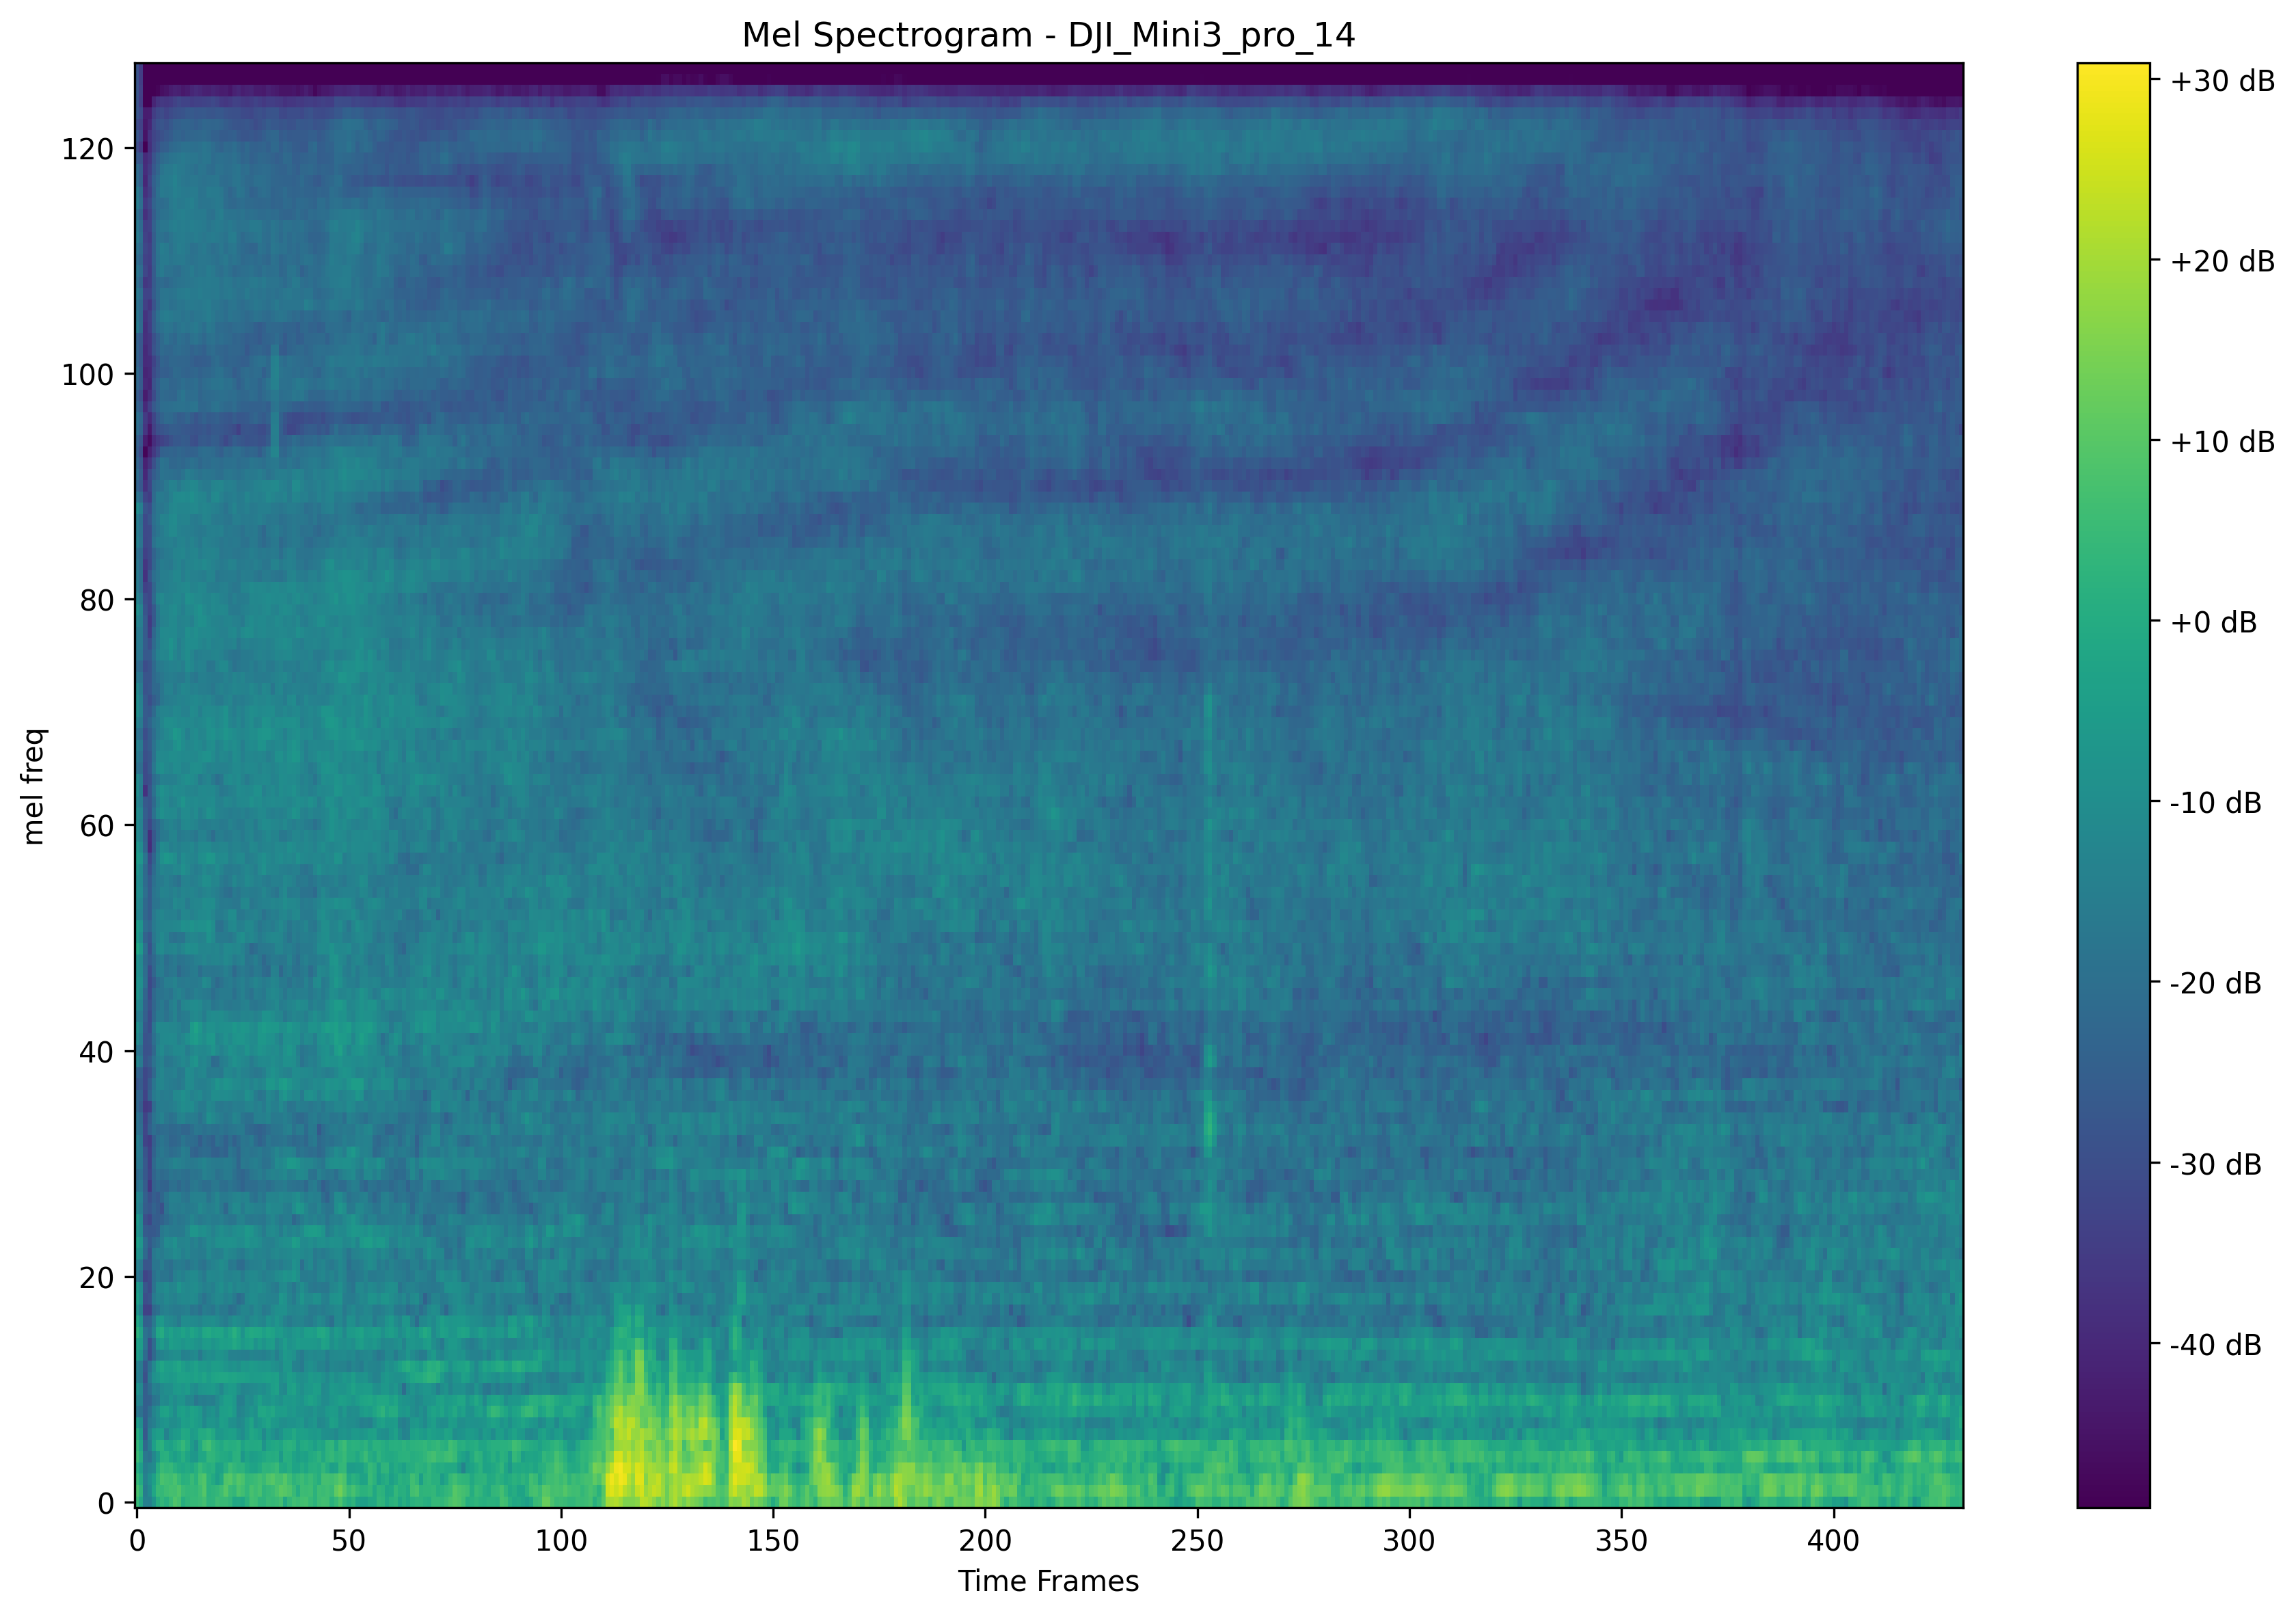 Mel Spectrogram - DJI_Mini3_pro_14
mel freq
120
100
80
60
40
20
0
0 50 100 150 200 250 300 350 400
Time Frames
+30 dB
+20 dB
+10 dB
+0 dB
-10 dB
-20 dB
-30 dB
-40 dB